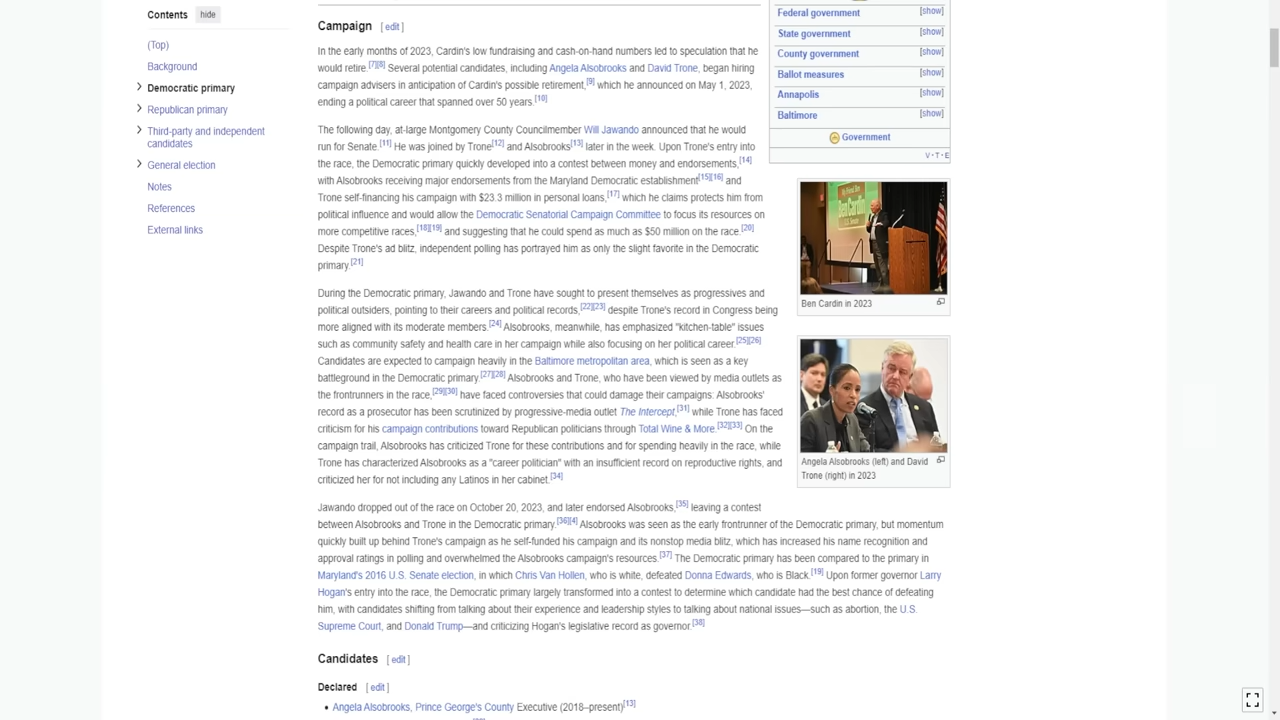 Contents hide
(Top)
Background
Democratic primary
Republican primary
Third-party and independent
candidates
General election
Notes
References
External links
Campaign [ edit ]
In the early months of 2023, Cardin's low fundraising and cash-on-hand numbers led to speculation that he
would retire.[7][8] Several potential candidates, including Angela Alsobrooks and David Trone, began hiring
campaign advisers in anticipation of Cardin's possible retirement,[9] which he announced on May 1, 2023,
ending a political career that spanned over 50 years.[10]
The following day, at-large Montgomery County Councilmember Will Jawando announced that he would
run for Senate.[11] He was joined by Trone[12] and Alsobrooks[13] later in the week. Upon Trone's entry into
the race, the Democratic primary quickly developed into a contest between money and endorsements,[14]
with Alsobrooks receiving major endorsements from the Maryland Democratic establishment[15][16] and
Trone self-financing his campaign with $23.3 million in personal loans,[17] which he claims protects him from
political influence and would allow the Democratic Senatorial Campaign Committee to focus its resources on
more competitive races,[18][19] and suggesting that he could spend as much as $50 million on the race.[20]
Despite Trone's ad blitz, independent polling has portrayed him as only the slight favorite in the Democratic
primary.[21]
During the Democratic primary, Jawando and Trone have sought to present themselves as progressives and
political outsiders, pointing to their careers and political records,[22][23] despite Trone's record in Congress being
more aligned with its moderate members.[24] Alsobrooks, meanwhile, has emphasized "kitchen-table" issues
such as community safety and health care in her campaign while also focusing on her political career.[25][26]
Candidates are expected to campaign heavily in the Baltimore metropolitan area, which is seen as a key
battleground in the Democratic primary.[27][28] Alsobrooks and Trone, who have been viewed by media outlets as
the frontrunners in the race,[29][30] have faced controversies that could damage their campaigns: Alsobrooks'
record as a prosecutor has been scrutinized by progressive-media outlet The Intercept,[31] while Trone has faced
criticism for his campaign contributions toward Republican politicians through Total Wine & More.[32][33] On the
campaign trail, Alsobrooks has criticized Trone for these contributions and for spending heavily in the race, while
Trone has characterized Alsobrooks as a "career politician" with an insufficient record on reproductive rights, and
criticized her for not including any Latinos in her cabinet.[34]
Jawando dropped out of the race on October 20, 2023, and later endorsed Alsobrooks,[35] leaving a contest
between Alsobrooks and Trone in the Democratic primary.[36][4] Alsobrooks was seen as the early frontrunner of the Democratic primary, but momentum
quickly built up behind Trone's campaign as he self-funded his campaign and its nonstop media blitz, which has increased his name recognition and
approval ratings in polling and overwhelmed the Alsobrooks campaign's resources.[37] The Democratic primary has been compared to the primary in
Maryland's 2016 U.S. Senate election, in which Chris Van Hollen, who is white, defeated Donna Edwards, who is Black.[19] Upon former governor Larry
Hogan's entry into the race, the Democratic primary largely transformed into a contest to determine which candidate had the best chance of defeating
him, with candidates shifting from talking about their experience and leadership styles to talking about national issues—such as abortion, the U.S.
Supreme Court, and Donald Trump—and criticizing Hogan's legislative record as governor.[38]
Candidates [ edit ]
Declared [ edit ]
• Angela Alsobrooks, Prince George's County Executive (2018–present)[13]
Federal government [show]
State government [show]
County government [show]
Ballot measures [show]
Annapolis [show]
Baltimore [show]
Government
V · T · E
Ben Cardin
Ben Cardin in 2023
Angela Alsobrooks (left) and David
Trone (right) in 2023